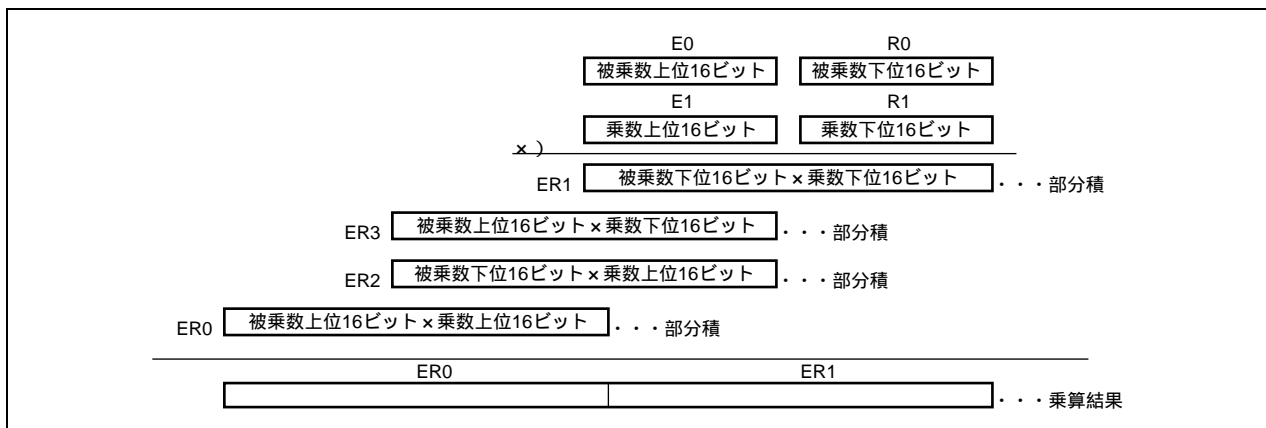 E0 R0
被乗数上位16ビット 被乗数下位16ビット
E1 R1
乗数上位16ビット 乗数下位16ビット
×）
ER1 被乗数下位16ビット×乗数下位16ビット ・・・部分積
ER3 被乗数上位16ビット×乗数下位16ビット ・・・部分積
ER2 被乗数下位16ビット×乗数上位16ビット ・・・部分積
ER0 被乗数上位16ビット×乗数上位16ビット ・・・部分積
ER0 ER1
・・・乗算結果